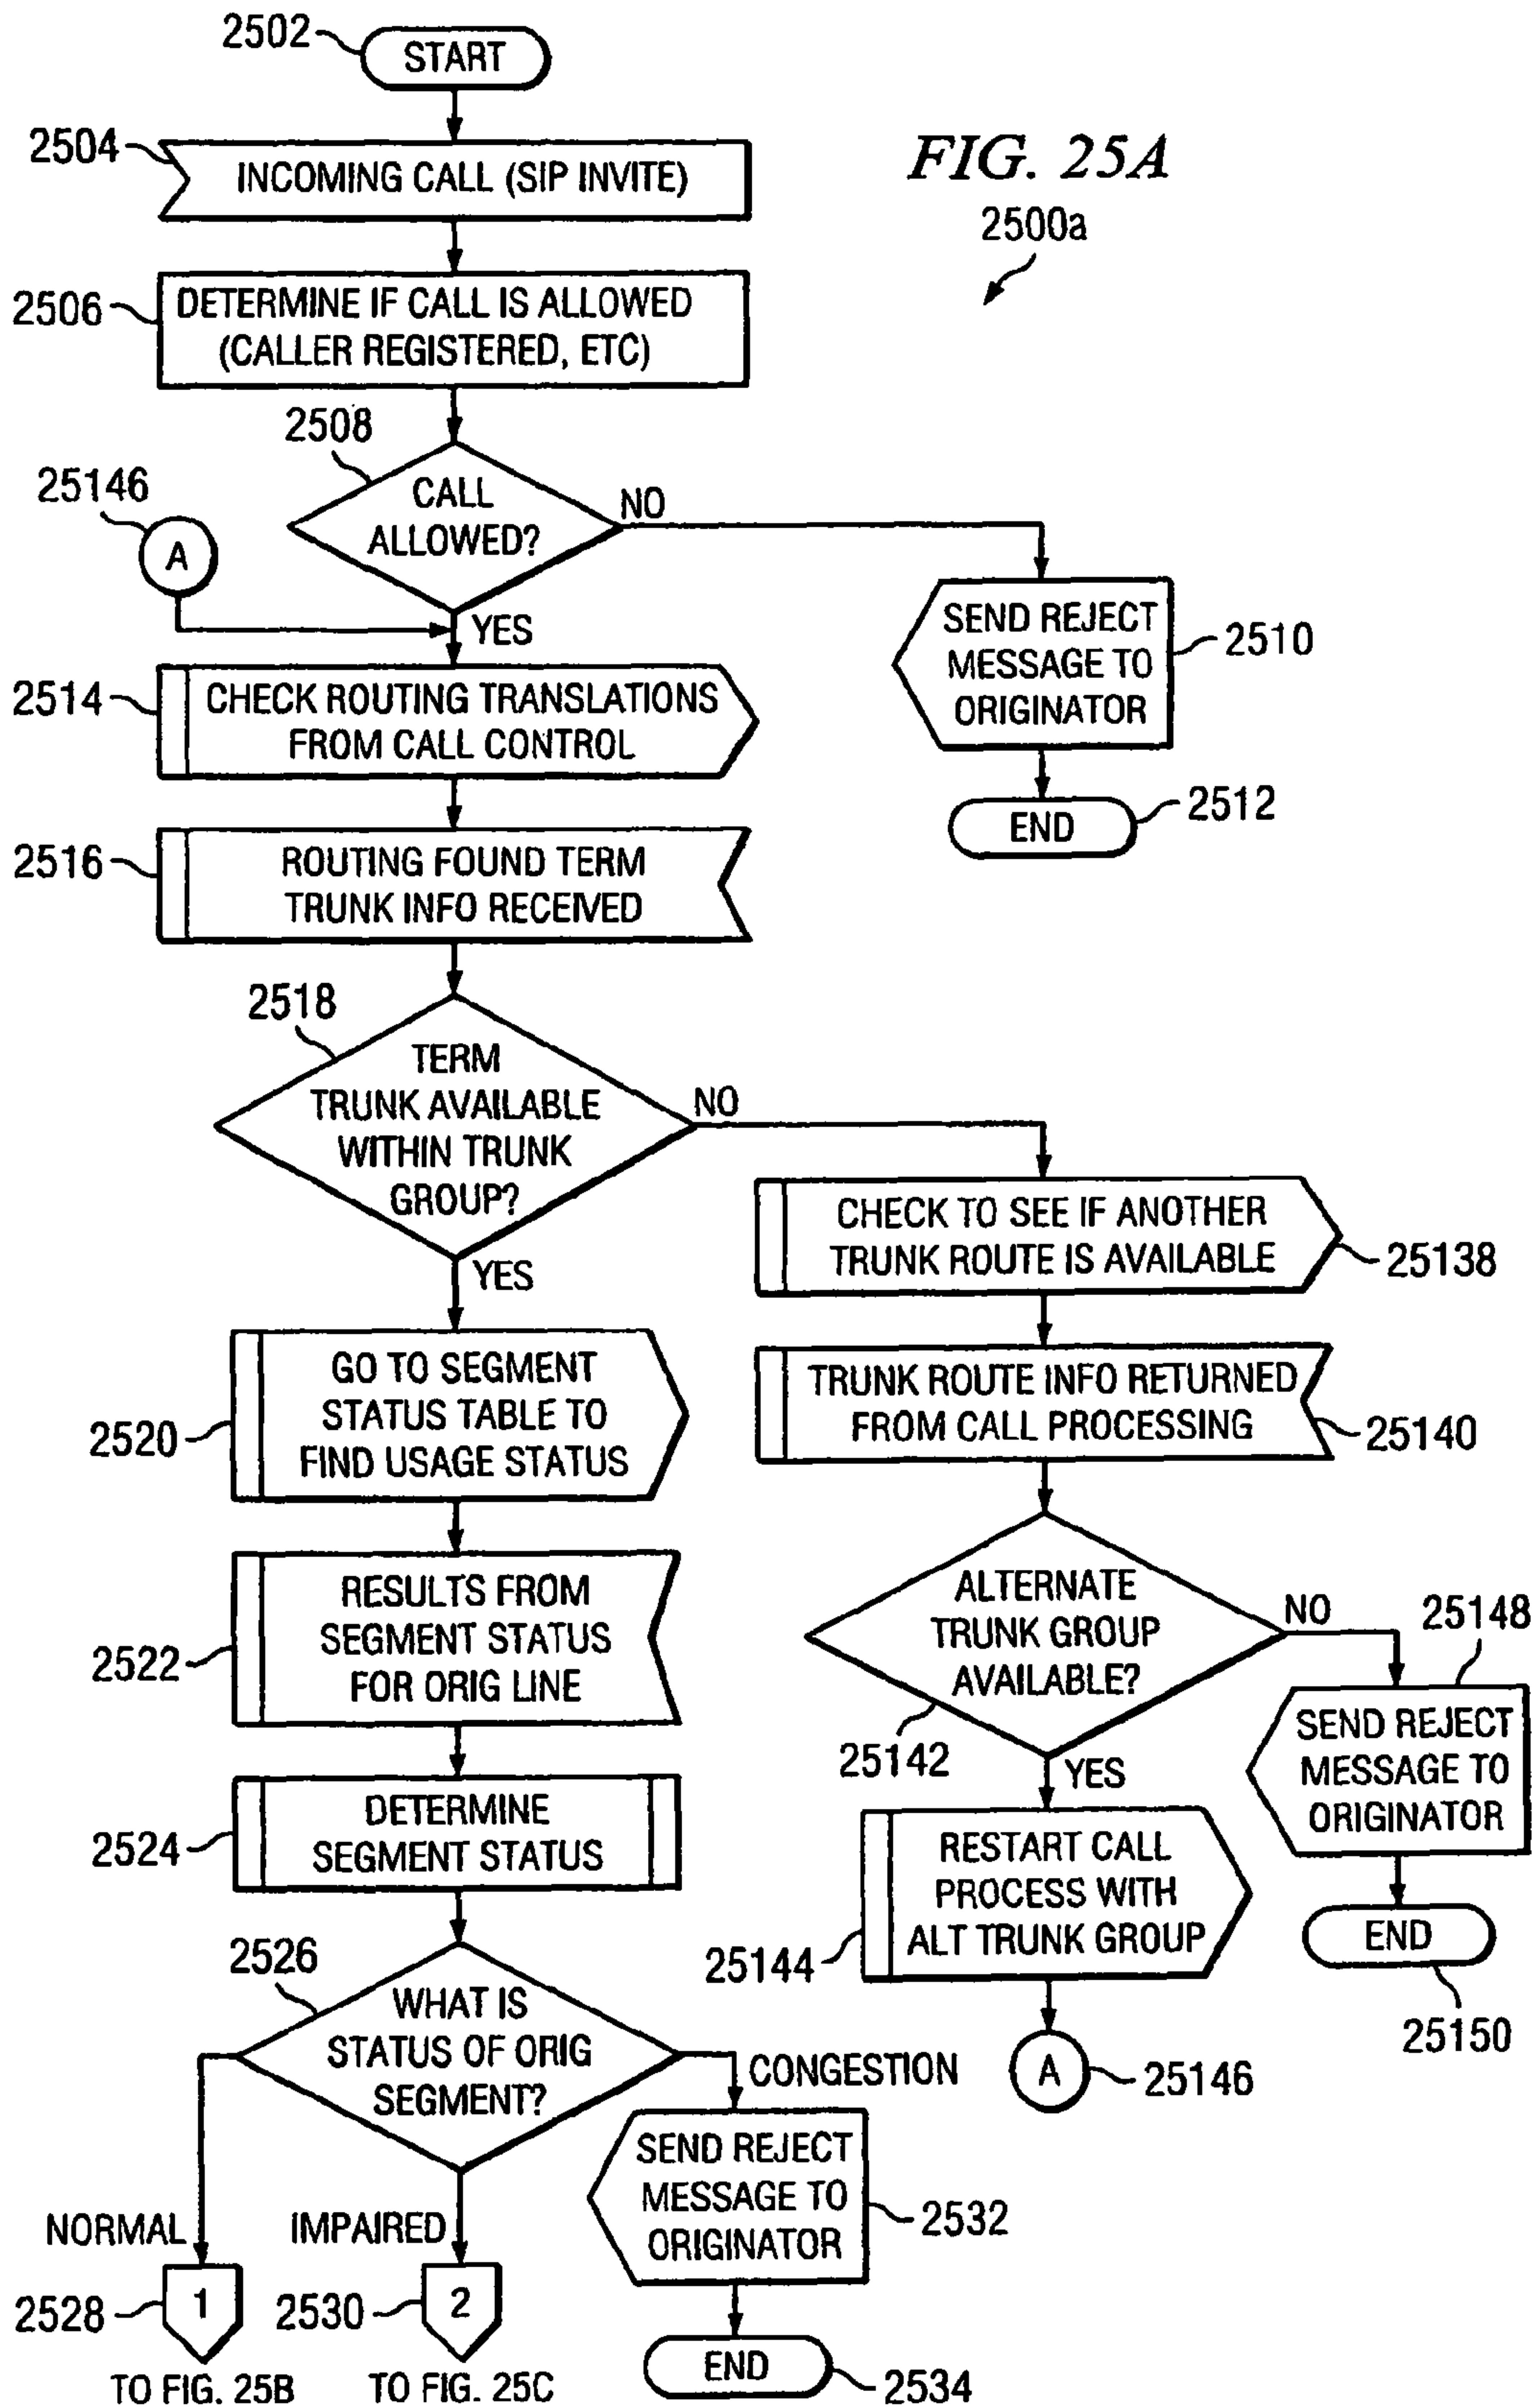 2502
START
FIG. 25A
2500a
2504
INCOMING CALL (SIP INVITE)
2506
DETERMINE IF CALL IS ALLOWED
(CALLER REGISTERED, ETC)
2508
CALL
ALLOWED?
NO
25146
A
YES
SEND REJECT
MESSAGE TO
ORIGINATOR
2510
END
2512
2514
CHECK ROUTING TRANSLATIONS
FROM CALL CONTROL
2516
ROUTING FOUND TERM
TRUNK INFO RECEIVED
2518
TERM
TRUNK AVAILABLE
WITHIN TRUNK
GROUP?
NO
YES
CHECK TO SEE IF ANOTHER
TRUNK ROUTE IS AVAILABLE
25138
TRUNK ROUTE INFO RETURNED
FROM CALL PROCESSING
25140
2520
GO TO SEGMENT
STATUS TABLE TO
FIND USAGE STATUS
2522
RESULTS FROM
SEGMENT STATUS
FOR ORIG LINE
ALTERNATE
TRUNK GROUP
AVAILABLE?
25142
NO
25148
SEND REJECT
MESSAGE TO
ORIGINATOR
END
25150
YES
RESTART CALL
PROCESS WITH
ALT TRUNK GROUP
25144
A
25146
2524
DETERMINE
SEGMENT STATUS
2526
WHAT IS
STATUS OF ORIG
SEGMENT?
CONGESTION
SEND REJECT
MESSAGE TO
ORIGINATOR
2532
END
2534
NORMAL
IMPAIRED
2528
1
2530
2
TO FIG. 25B
TO FIG. 25C